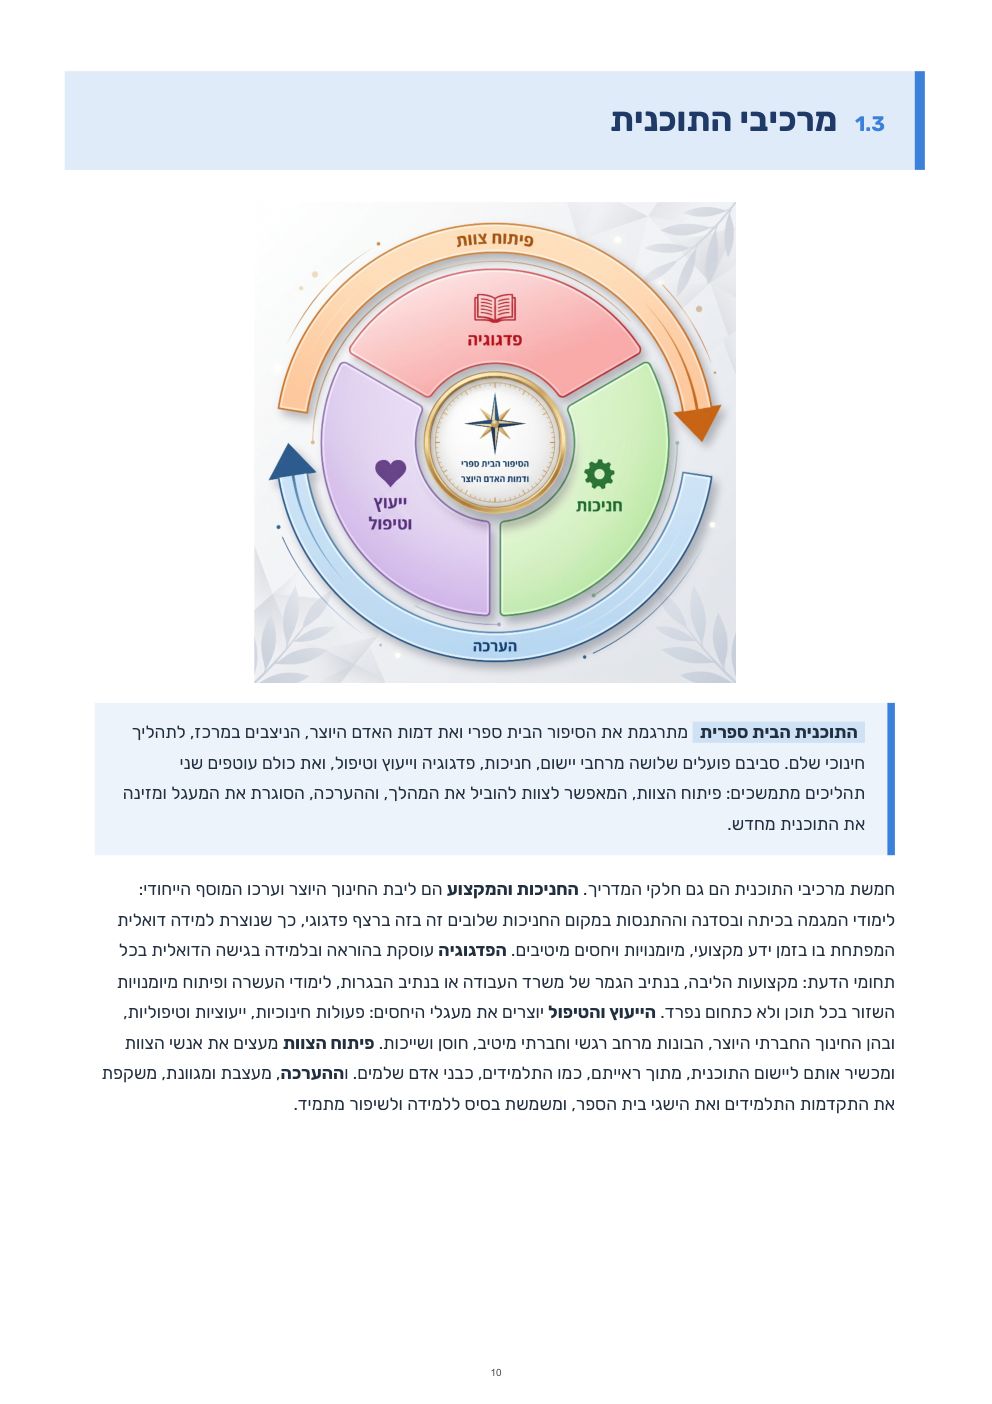 1.3 מרכיבי התוכנית
פיתוח צוות
פדגוגיה
הסיפור הבית ספרי
ודמות האדם היוצר
ייעוץ
וטיפול
חניכות
הערכה
התוכנית הבית ספרית מתרגמת את הסיפור הבית ספרי ואת דמות האדם היוצר, הניצבים במרכז, לתהליך
חינוכי שלם. סביבם פועלים שלושה מרחבי יישום, חניכות, פדגוגיה וייעוץ וטיפול, ואת כולם עוטפים שני
תהליכים מתמשכים: פיתוח הצוות, המאפשר לצוות להוביל את המהלך, וההערכה, הסוגרת את המעגל ומזינה
את התוכנית מחדש.
חמשת מרכיבי התוכנית הם גם חלקי המדריך. החניכות והמקצוע הם ליבת החינוך היוצר וערכו המוסף הייחודי:
לימודי המגמה בכיתה ובסדנה וההתנסות במקום החניכות שלובים זה בזה ברצף פדגוגי, כך שנוצרת למידה דואלית
המפתחת בו בזמן ידע מקצועי, מיומנויות ויחסים מיטיבים. הפדגוגיה עוסקת בהוראה ובלמידה בגישה הדואלית בכל
תחומי הדעת: מקצועות הליבה, בנתיב הגמר של משרד העבודה או בנתיב הבגרות, לימודי העשרה ופיתוח מיומנויות
השזור בכל תוכן ולא כתחום נפרד. הייעוץ והטיפול יוצרים את מעגלי היחסים: פעולות חינוכיות, ייעוציות וטיפוליות,
ובהן החינוך החברתי היוצר, הבונות מרחב רגשי וחברתי מיטיב, חוסן ושייכות. פיתוח הצוות מעצים את אנשי הצוות
ומכשיר אותם ליישום התוכנית, מתוך ראייתם, כמו התלמידים, כבני אדם שלמים. וההערכה, מעצבת ומגוונת, משקפת
את התקדמות התלמידים ואת הישגי בית הספר, ומשמשת בסיס ללמידה ולשיפור מתמיד.
10